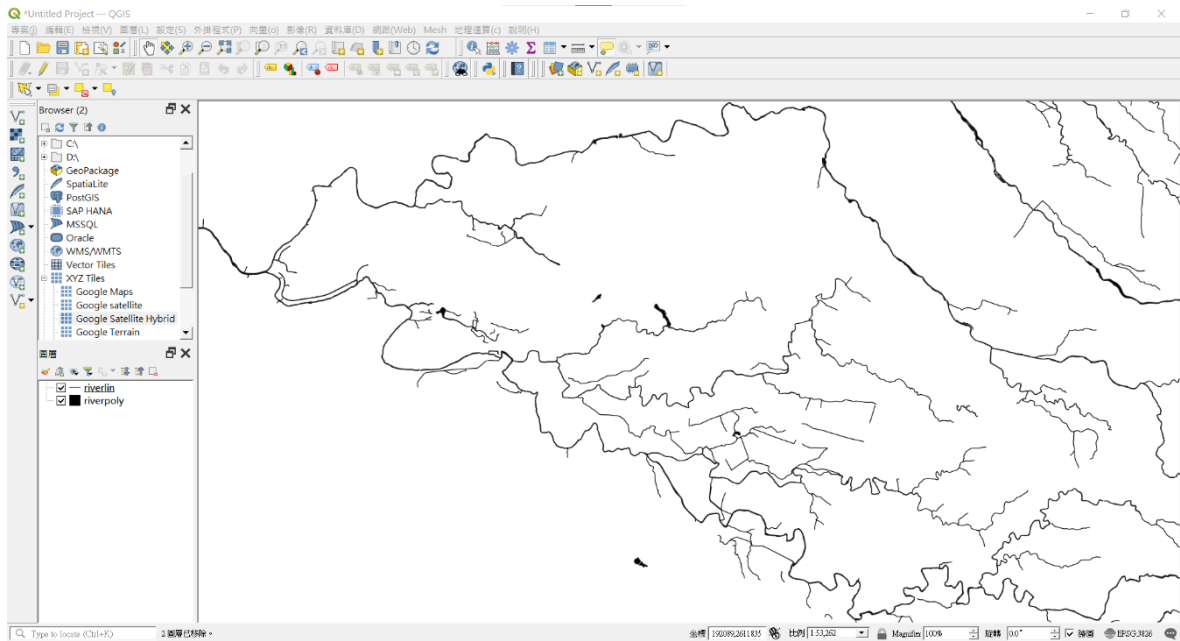 *Untitled Project — QGIS
專案(j) 編輯(E) 檢視(V) 圖層(L) 設定(S) 外掛程式(P) 向量(o) 影像(R) 資料庫(D) 網路(Web) Mesh 地理運算(c) 說明(H)
Browser (2)
C:\
D:\
GeoPackage
SpatiaLite
PostGIS
SAP HANA
MSSQL
Oracle
WMS/WMTS
Vector Tiles
XYZ Tiles
Google Maps
Google satellite
Google Satellite Hybrid
Google Terrain
圖層
riverlin
riverpoly
Type to locate (Ctrl+K) 2 圖層已移除。 坐標 192089,2611835 比例 1:53,262 Magnifier 100% 旋轉 0.0° 繪圖 EPSG:3826